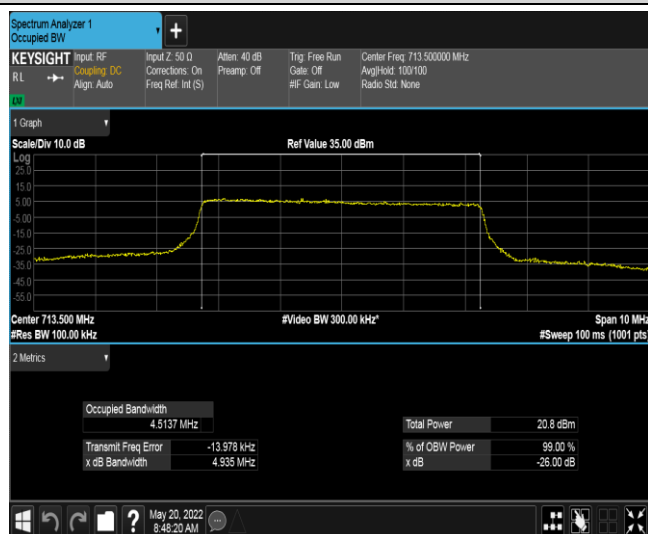 Spectrum Analyzer 1
Occupied BW
KEYSIGHT
RL
LXI
Input: RF
Coupling: DC
Align: Auto
Input Z: 50 Ω
Corrections: On
Freq Ref: Int (S)
Atten: 40 dB
Preamp: Off
Trig: Free Run
Gate: Off
#IF Gain: Low
Center Freq: 713.500000 MHz
Avg|Hold: 100/100
Radio Std: None
1 Graph
Scale/Div 10.0 dB
Ref Value 35.00 dBm
Log
25.0
15.0
5.00
-5.00
-15.0
-25.0
-35.0
-45.0
-55.0
Center 713.500 MHz
#Video BW 300.00 kHz*
Span 10 MHz
#Res BW 100.00 kHz
#Sweep 100 ms (1001 pts)
2 Metrics
Occupied Bandwidth
4.5137 MHz
Total Power 20.8 dBm
Transmit Freq Error -13.978 kHz
% of OBW Power 99.00 %
x dB Bandwidth 4.935 MHz
x dB -26.00 dB
?
May 20, 2022
8:48:20 AM